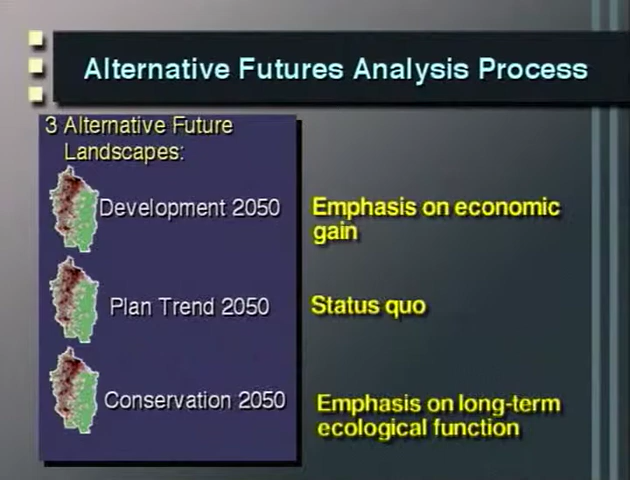 Alternative Futures Analysis Process
3 Alternative Future
Landscapes:
Development 2050
Emphasis on economic
gain
Plan Trend 2050
Status quo
Conservation 2050
Emphasis on long-term
ecological function